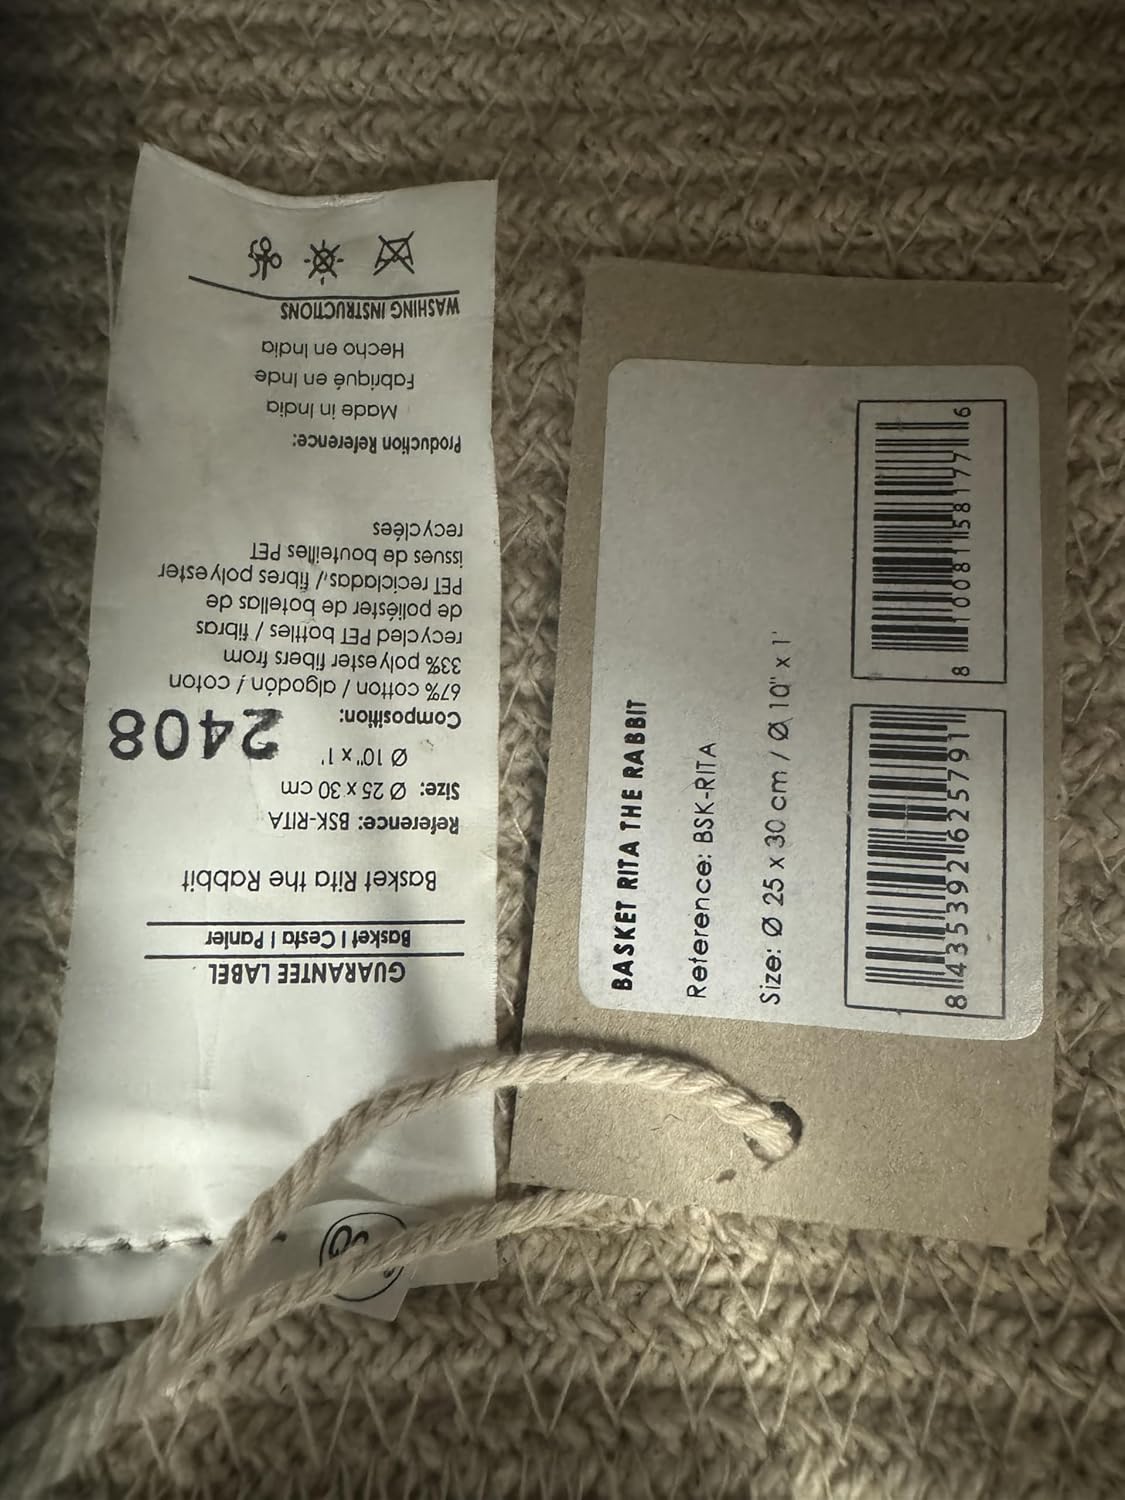 GUARANTEE LABEL
Basket | Cesta | Panier
Basket Rita the Rabbit
Reference: BSK-RITA
Size: Ø 25 x 30 cm
Ø 10" x 1'
Composition:
2408
67% cotton / algodón / coton
33% polyester fibers from
recycled PET bottles / fibras
de poliéster de botellas de
PET recicladas / fibres polyester
issues de bouteilles PET
recyclées
Production Reference:
Made in India
Fabriqué en Inde
Hecho en India
WASHING INSTRUCTIONS
BASKET RITA THE RABBIT
Reference: BSK-RITA
Size: Ø 25 x 30 cm / Ø 10" x 1'
8 435392 625791
8 10081 58177 6